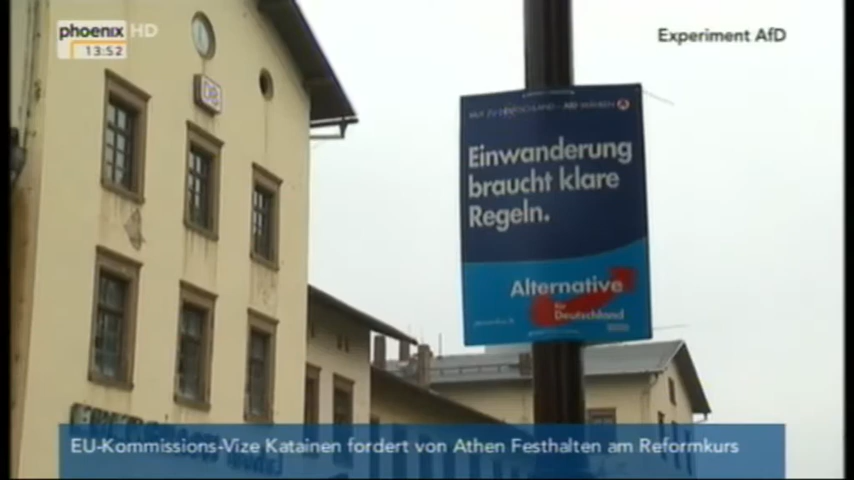 phoenix HD
13:52
Experiment AfD
DB
Einwanderung
braucht klare
Regeln.
Alternative
für
Deutschland
EU-Kommissions-Vize Katainen fordert von Athen Festhalten am Reformkurs